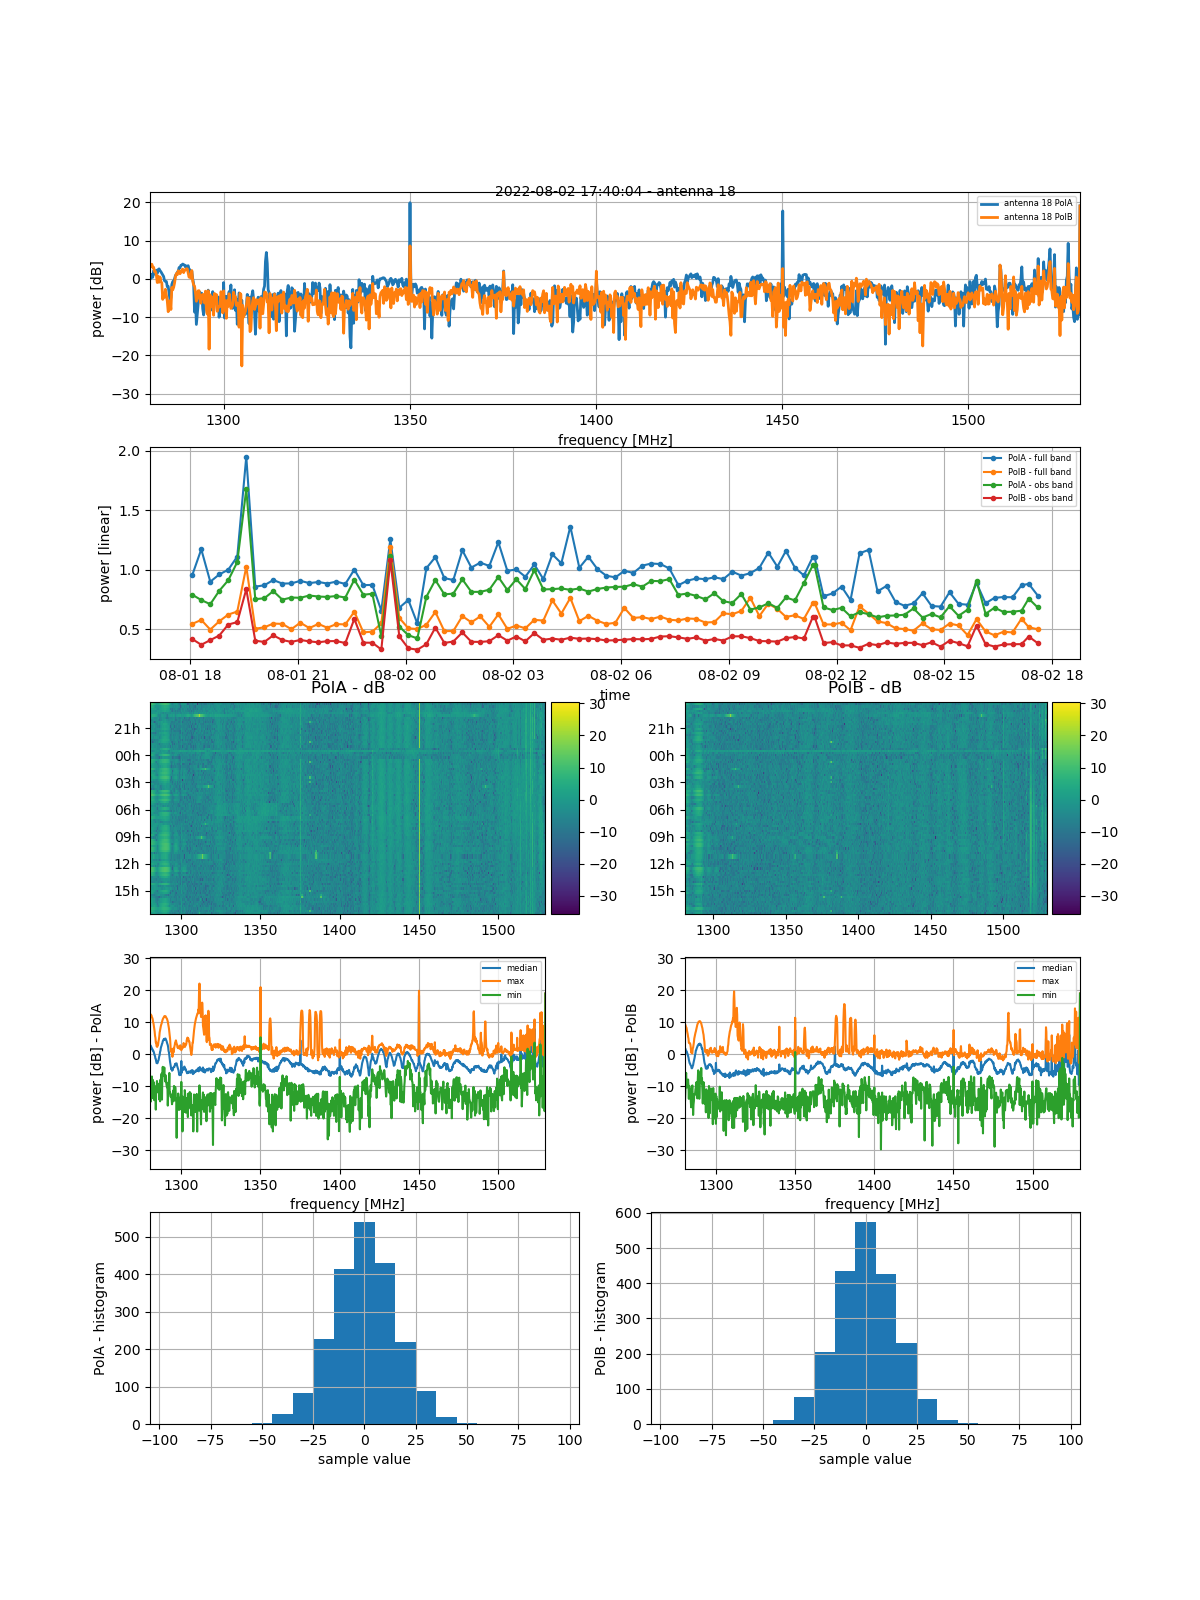 2022-08-02 17:40:04 - antenna 18
antenna 18 PolA
antenna 18 PolB
20
10
0
−10
−20
−30
power [dB]
1300 1350 1400 1450 1500
frequency [MHz]
PolA - full band
PolB - full band
PolA - obs band
PolB - obs band
2.0
1.5
1.0
0.5
power [linear]
08-01 18 08-01 21 08-02 00 08-02 03 08-02 06 08-02 09 08-02 12 08-02 15 08-02 18
time
PolA - dB
21h
00h
03h
06h
09h
12h
15h
1300 1350 1400 1450 1500
30
20
10
0
−10
−20
−30
PolB - dB
21h
00h
03h
06h
09h
12h
15h
1300 1350 1400 1450 1500
30
20
10
0
−10
−20
−30
median
max
min
30
20
10
0
−10
−20
−30
power [dB] - PolA
1300 1350 1400 1450 1500
frequency [MHz]
median
max
min
30
20
10
0
−10
−20
−30
power [dB] - PolB
1300 1350 1400 1450 1500
frequency [MHz]
500
400
300
200
100
0
PolA - histogram
−100 −75 −50 −25 0 25 50 75 100
sample value
600
500
400
300
200
100
0
PolB - histogram
−100 −75 −50 −25 0 25 50 75 100
sample value